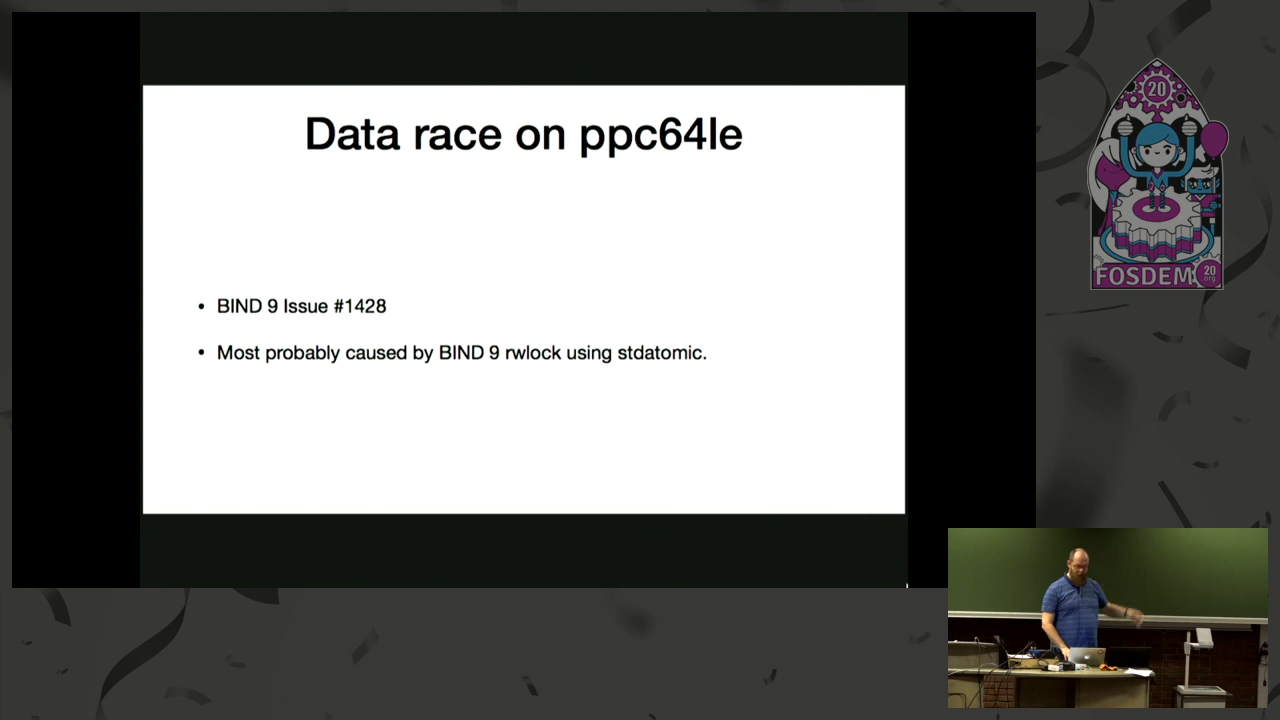 Data race on ppc64le
• BIND 9 Issue #1428
• Most probably caused by BIND 9 rwlock using stdatomic.
20
FOSDEM
20
.org